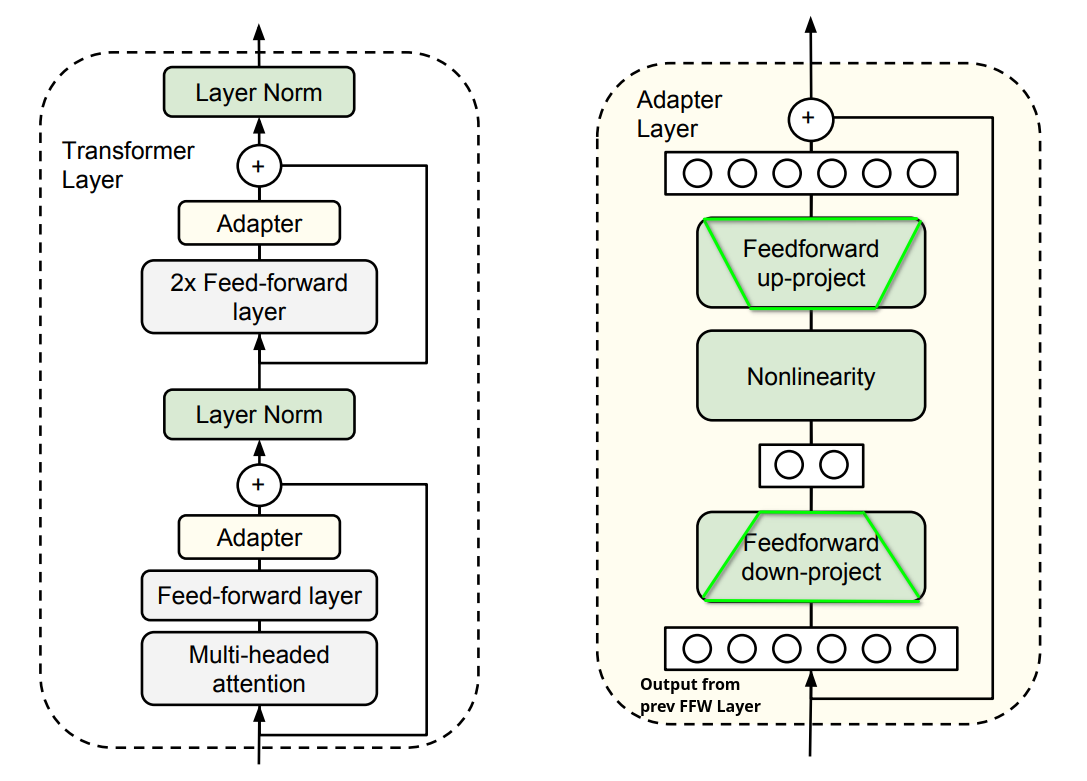 Layer Norm
Transformer
Layer
+
Adapter
2x Feed-forward
layer
Layer Norm
+
Adapter
Feed-forward layer
Multi-headed
attention
Adapter
Layer
+
Feedforward
up-project
Nonlinearity
Feedforward
down-project
Output from
prev FFW Layer